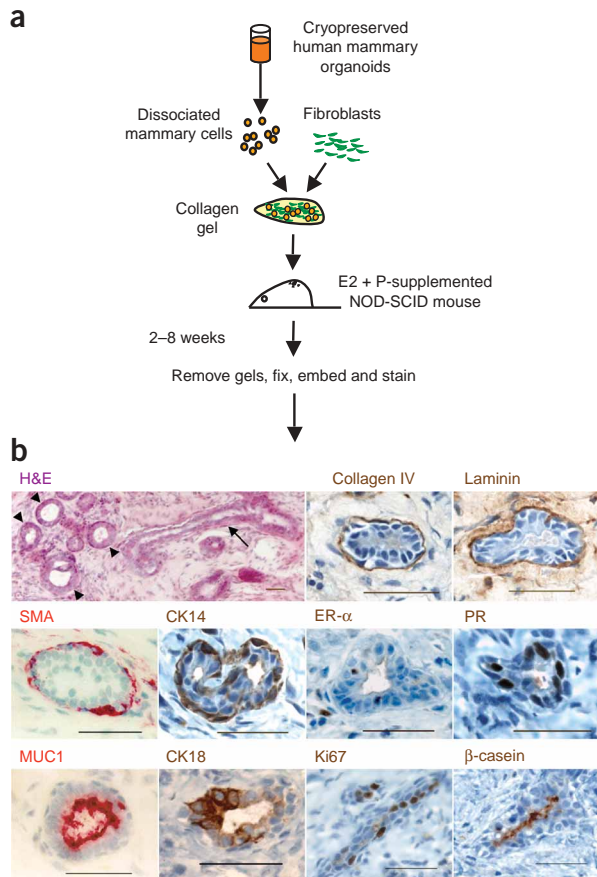 a
Cryopreserved
human mammary
organoids
Dissociated
mammary cells
Fibroblasts
Collagen
gel
E2 + P-supplemented
NOD-SCID mouse
2–8 weeks
Remove gels, fix, embed and stain
b
H&E
Collagen IV
Laminin
SMA
CK14
ER-α
PR
MUC1
CK18
Ki67
β-casein